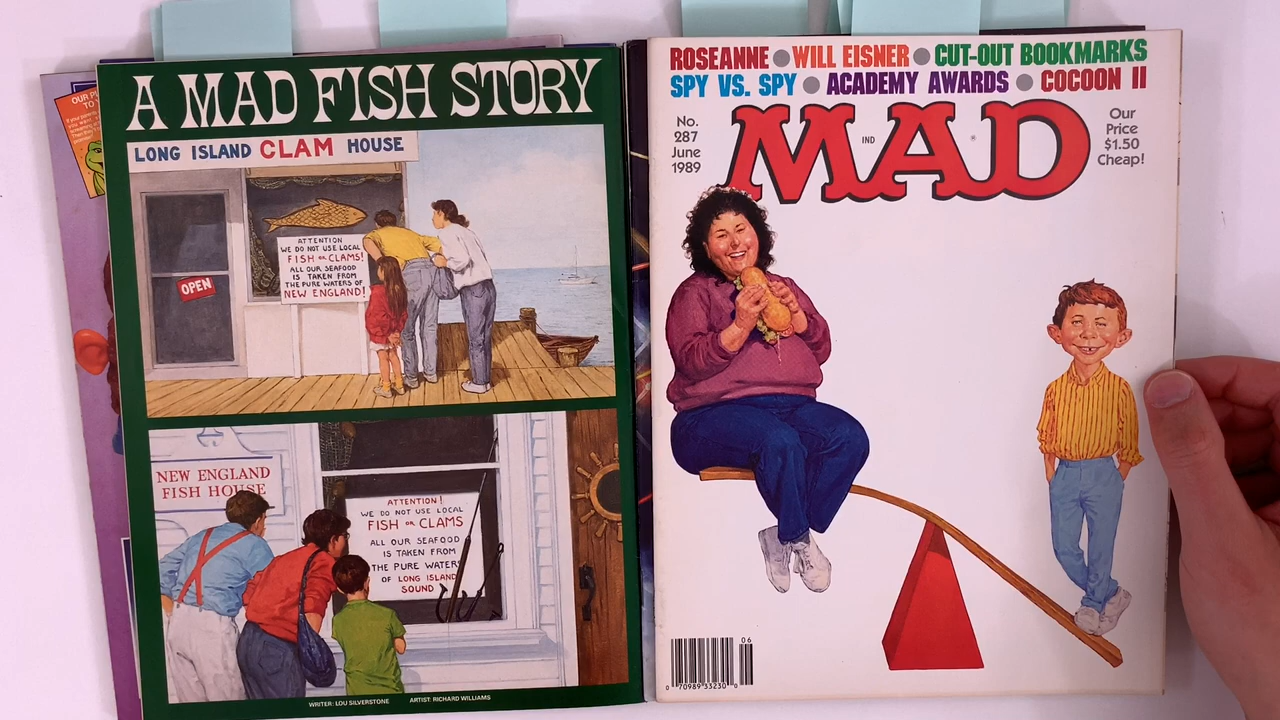 OUR PL
TO
A MAD FISH STORY
LONG ISLAND CLAM HOUSE
ATTENTION
WE DO NOT USE LOCAL
FISH OR CLAMS!
ALL OUR SEAFOOD
IS TAKEN FROM
THE PURE WATERS OF
NEW ENGLAND!
OPEN
NEW ENGLAND
FISH HOUSE
ATTENTION!
WE DO NOT USE LOCAL
FISH OR CLAMS
ALL OUR SEAFOOD
IS TAKEN FROM
THE PURE WATERS
OF LONG ISLAND
SOUND
WRITER: LOU SILVERSTONE ARTIST: RICHARD WILLIAMS
ROSEANNE ● WILL EISNER ● CUT-OUT BOOKMARKS
SPY VS. SPY ● ACADEMY AWARDS ● COCOON II
MAD
IND
®
No.
287
June
1989
Our
Price
$1.50
Cheap!
06
0 70989 33230 0